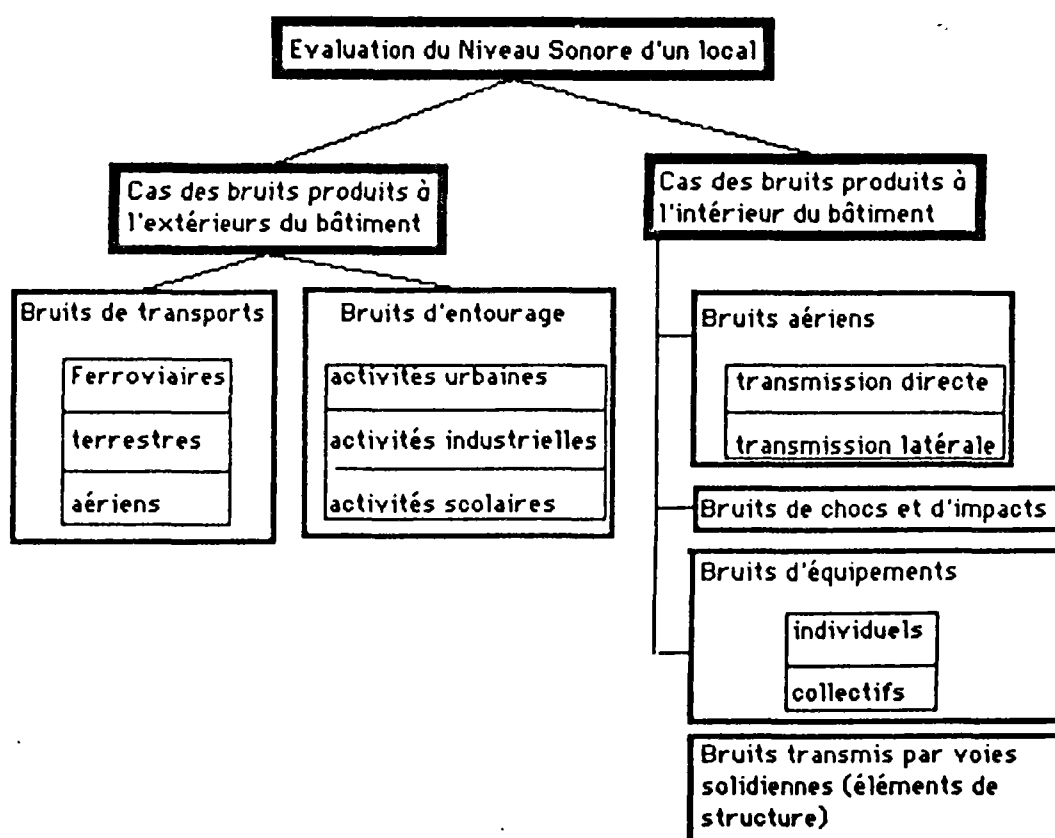 Evaluation du Niveau Sonore d'un local
Cas des bruits produits à
l'extérieurs du bâtiment
Bruits de transports
Ferroviaires
terrestres
aériens
Bruits d'entourage
activités urbaines
activités industrielles
activités scolaires
Cas des bruits produits à
l'intérieur du bâtiment
Bruits aériens
transmission directe
transmission latérale
Bruits de chocs et d'impacts
Bruits d'équipements
individuels
collectifs
Bruits transmis par voies
solidiennes (éléments de
structure)